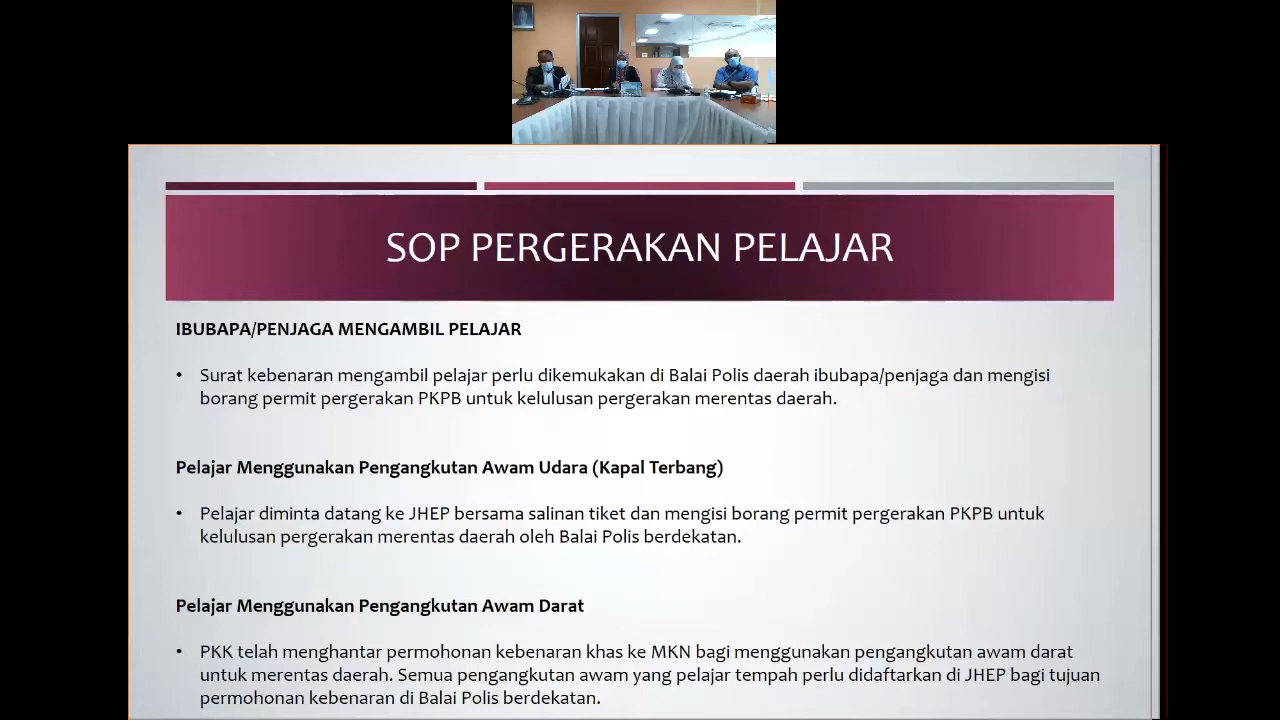 SOP PERGERAKAN PELAJAR
IBUBAPA/PENJAGA MENGAMBIL PELAJAR
• Surat kebenaran mengambil pelajar perlu dikemukakan di Balai Polis daerah ibubapa/penjaga dan mengisi
borang permit pergerakan PKPB untuk kelulusan pergerakan merentas daerah.
Pelajar Menggunakan Pengangkutan Awam Udara (Kapal Terbang)
• Pelajar diminta datang ke JHEP bersama salinan tiket dan mengisi borang permit pergerakan PKPB untuk
kelulusan pergerakan merentas daerah oleh Balai Polis berdekatan.
Pelajar Menggunakan Pengangkutan Awam Darat
• PKK telah menghantar permohonan kebenaran khas ke MKN bagi menggunakan pengangkutan awam darat
untuk merentas daerah. Semua pengangkutan awam yang pelajar tempah perlu didaftarkan di JHEP bagi tujuan
permohonan kebenaran di Balai Polis berdekatan.